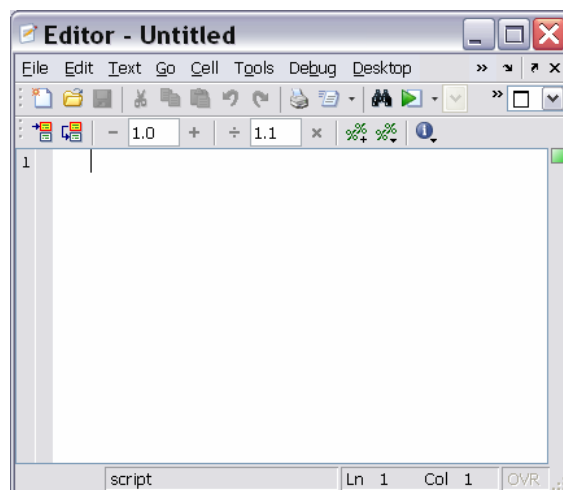 Editor - Untitled
File Edit Text Go Cell Tools Debug Desktop »
»
- 1.0 + ÷ 1.1 × %+ %
1
script Ln 1 Col 1 OVR